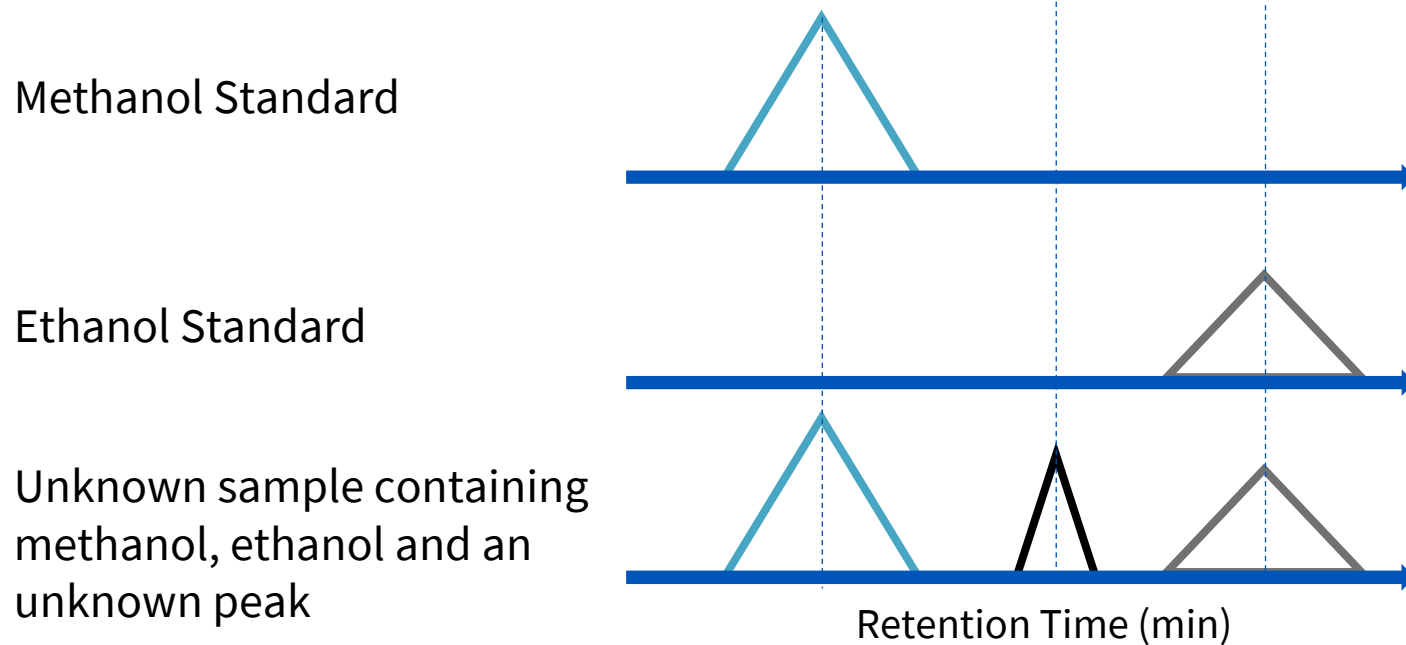 Methanol Standard
Ethanol Standard
Unknown sample containing
methanol, ethanol and an
unknown peak
Retention Time (min)